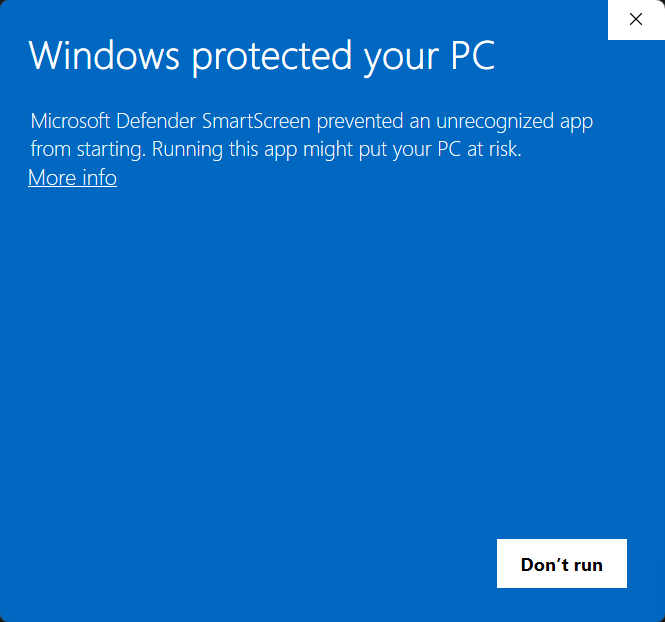 Windows protected your PC
Microsoft Defender SmartScreen prevented an unrecognized app
from starting. Running this app might put your PC at risk.
More info
Don’t run